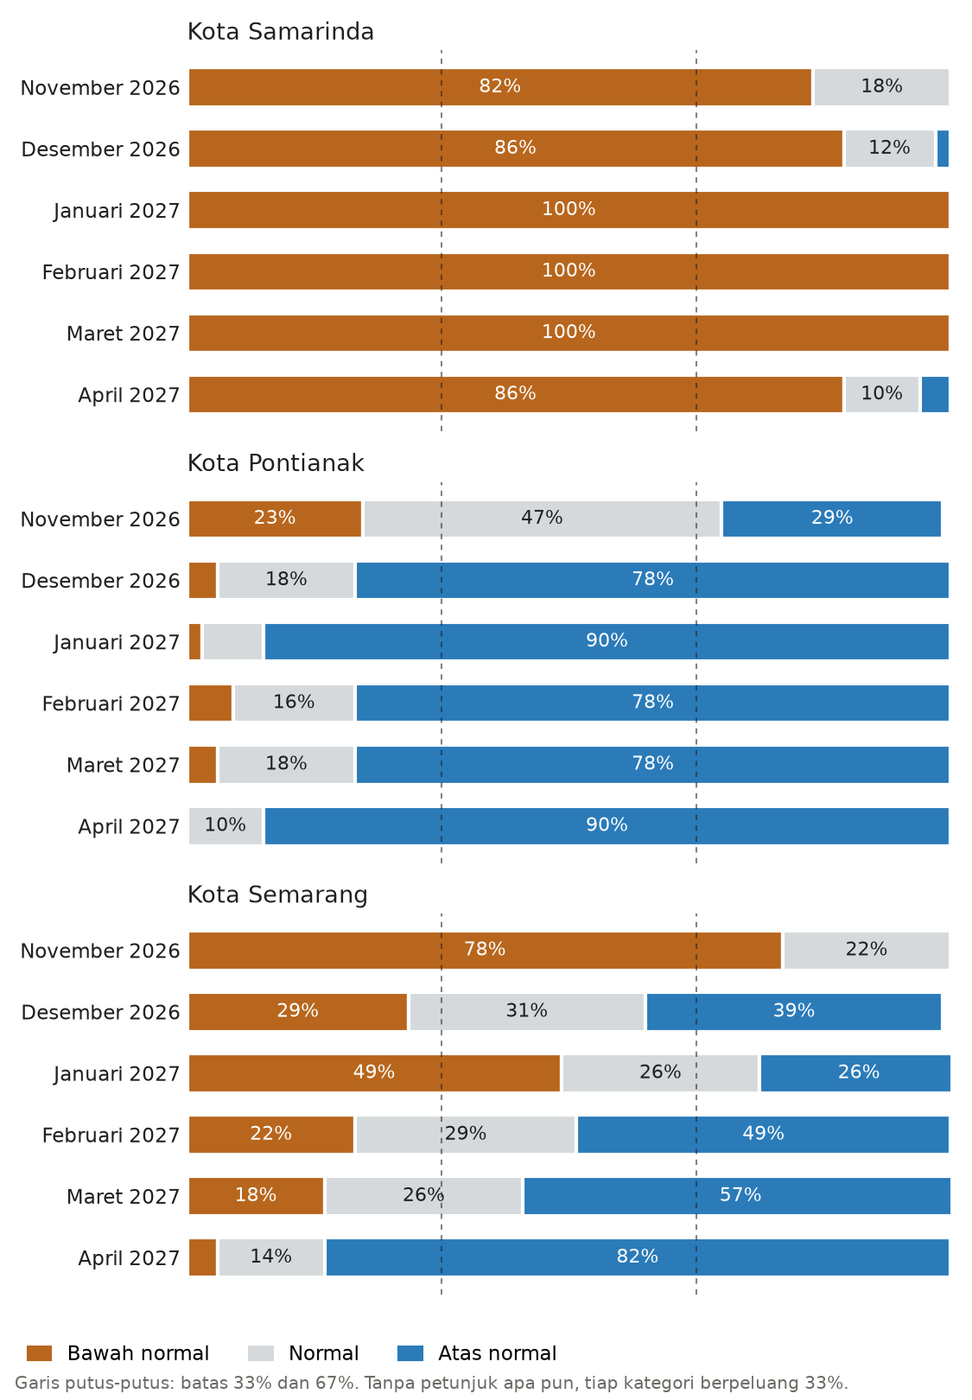 Kota Samarinda
November 2026 82% 18%
Desember 2026 86% 12%
Januari 2027 100%
Februari 2027 100%
Maret 2027 100%
April 2027 86% 10%
Kota Pontianak
November 2026 23% 47% 29%
Desember 2026 18% 78%
Januari 2027 90%
Februari 2027 16% 78%
Maret 2027 18% 78%
April 2027 10% 90%
Kota Semarang
November 2026 78% 22%
Desember 2026 29% 31% 39%
Januari 2027 49% 26% 26%
Februari 2027 22% 29% 49%
Maret 2027 18% 26% 57%
April 2027 14% 82%
Bawah normal Normal Atas normal
Garis putus-putus: batas 33% dan 67%. Tanpa petunjuk apa pun, tiap kategori berpeluang 33%.